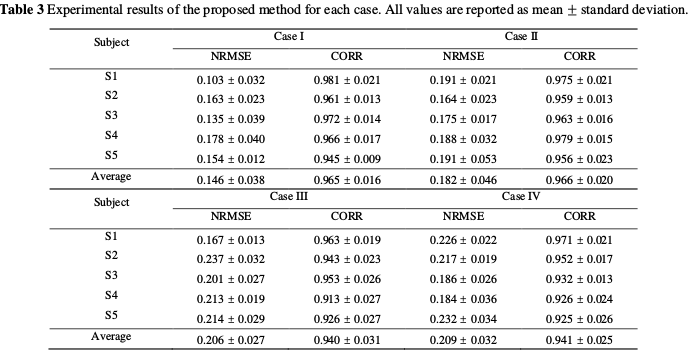 Table 3 Experimental results of the proposed method for each case. All values are reported as mean ± standard deviation.
Subject Case I Case II
NRMSE CORR NRMSE CORR
S1 0.103 ± 0.032 0.981 ± 0.021 0.191 ± 0.021 0.975 ± 0.021
S2 0.163 ± 0.023 0.961 ± 0.013 0.164 ± 0.023 0.959 ± 0.013
S3 0.135 ± 0.039 0.972 ± 0.014 0.175 ± 0.017 0.963 ± 0.016
S4 0.178 ± 0.040 0.966 ± 0.017 0.188 ± 0.032 0.979 ± 0.015
S5 0.154 ± 0.012 0.945 ± 0.009 0.191 ± 0.053 0.956 ± 0.023
Average 0.146 ± 0.038 0.965 ± 0.016 0.182 ± 0.046 0.966 ± 0.020
Subject Case III Case IV
NRMSE CORR NRMSE CORR
S1 0.167 ± 0.013 0.963 ± 0.019 0.226 ± 0.022 0.971 ± 0.021
S2 0.237 ± 0.032 0.943 ± 0.023 0.217 ± 0.019 0.952 ± 0.017
S3 0.201 ± 0.027 0.953 ± 0.026 0.186 ± 0.026 0.932 ± 0.013
S4 0.213 ± 0.019 0.913 ± 0.027 0.184 ± 0.036 0.926 ± 0.024
S5 0.214 ± 0.029 0.926 ± 0.027 0.232 ± 0.034 0.925 ± 0.026
Average 0.206 ± 0.027 0.940 ± 0.031 0.209 ± 0.032 0.941 ± 0.025